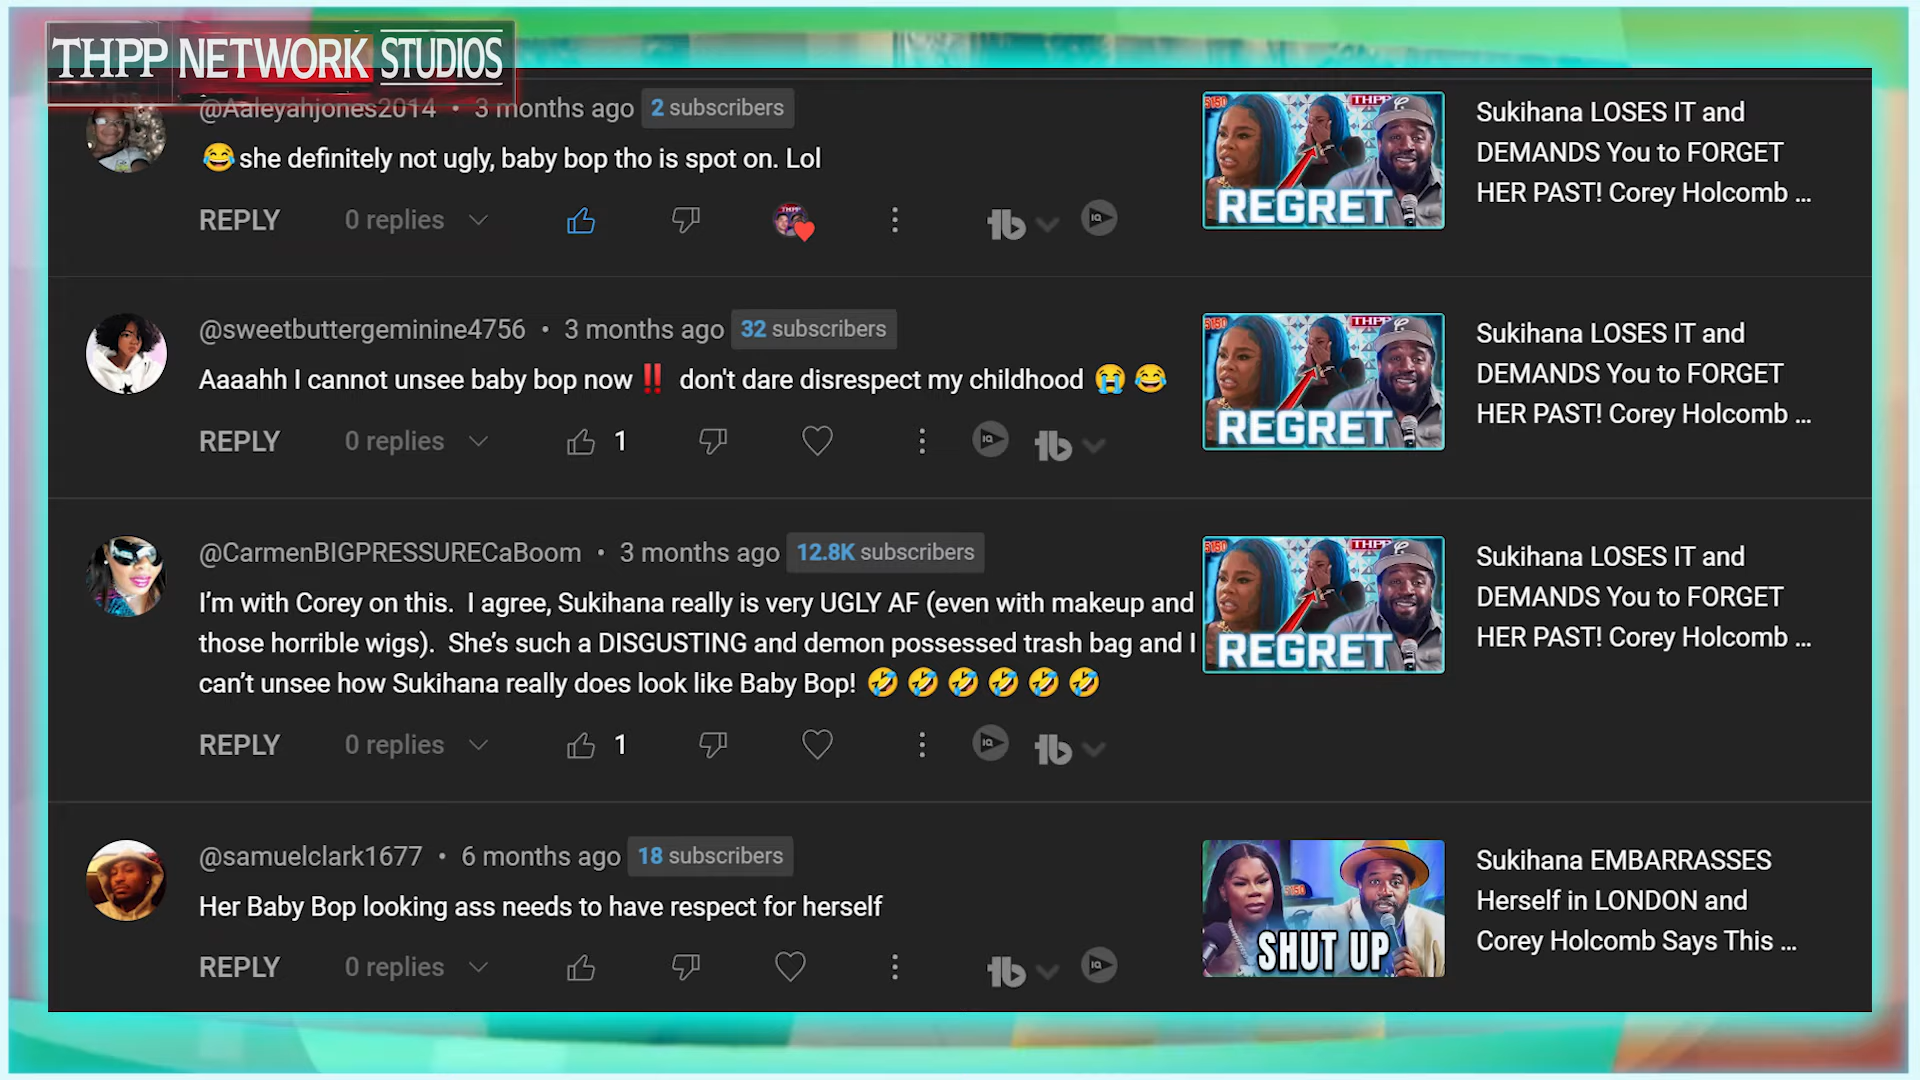 THPP NETWORK STUDIOS
@Aaleyahjones2014 • 3 months ago 2 subscribers
😂 she definitely not ugly, baby bop tho is spot on. Lol
REPLY 0 replies
5150 THPP
REGRET
Sukihana LOSES IT and
DEMANDS You to FORGET
HER PAST! Corey Holcomb ...
@sweetbuttergeminine4756 • 3 months ago 32 subscribers
Aaaahh I cannot unsee baby bop now ‼️ don't dare disrespect my childhood 😭 😂
REPLY 0 replies 1
5150 THPP
REGRET
Sukihana LOSES IT and
DEMANDS You to FORGET
HER PAST! Corey Holcomb ...
@CarmenBIGPRESSURECaBoom • 3 months ago 12.8K subscribers
I’m with Corey on this.  I agree, Sukihana really is very UGLY AF (even with makeup and
those horrible wigs).  She’s such a DISGUSTING and demon possessed trash bag and I
can’t unsee how Sukihana really does look like Baby Bop! 🤣 🤣 🤣 🤣 🤣 🤣
REPLY 0 replies 1
5150 THPP
REGRET
Sukihana LOSES IT and
DEMANDS You to FORGET
HER PAST! Corey Holcomb ...
@samuelclark1677 • 6 months ago 18 subscribers
Her Baby Bop looking ass needs to have respect for herself
REPLY 0 replies
5150
SHUT UP
Sukihana EMBARRASSES
Herself in LONDON and
Corey Holcomb Says This ...